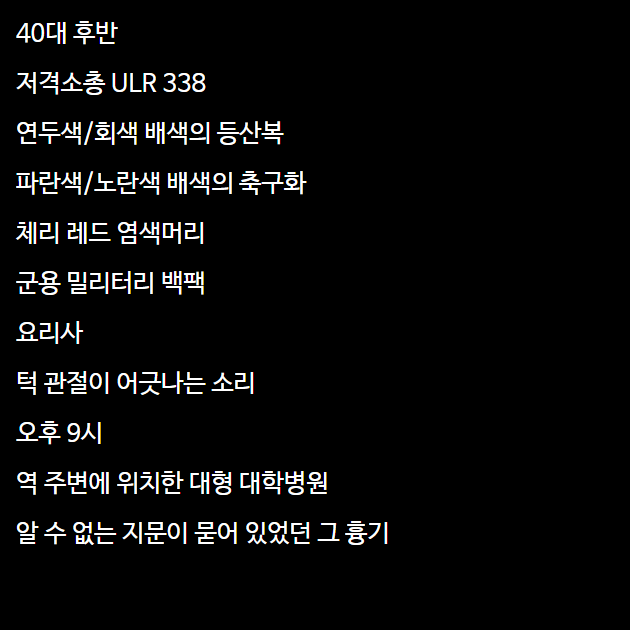 40대 후반
저격소총 ULR 338
연두색/회색 배색의 등산복
파란색/노란색 배색의 축구화
체리 레드 염색머리
군용 밀리터리 백팩
요리사
턱 관절이 어긋나는 소리
오후 9시
역 주변에 위치한 대형 대학병원
알 수 없는 지문이 묻어 있었던 그 흉기